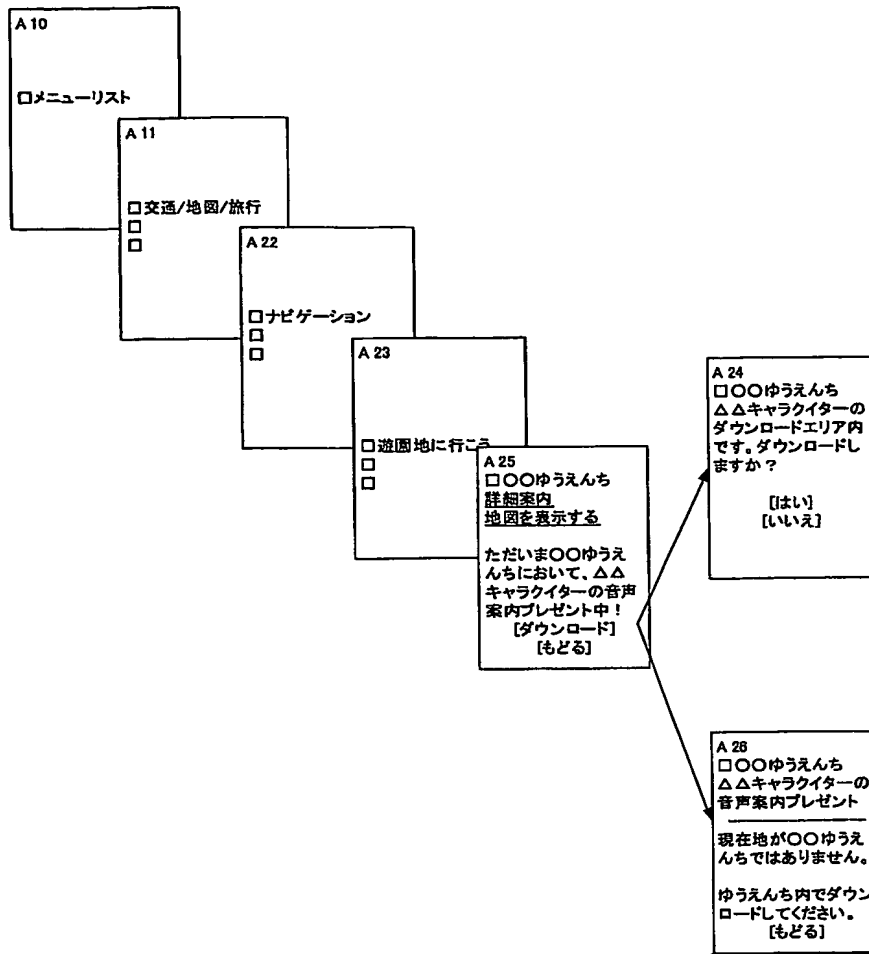 A 10
□メニューリスト
A 11
□交通/地図/旅行
□
□
A 22
□ナビゲーション
□
□
A 23
□遊園地に行こう
□
□
A 25
□〇〇ゆうえんち
詳細案内
地図を表示する
ただいま〇〇ゆうえ
んちにおいて、△△
キャラクイターの音声
案内プレゼント中！
[ダウンロード]
[もどる]
A 24
□〇〇ゆうえんち
△△キャラクイターの
ダウンロードエリア内
です。ダウンロードし
ますか？
[はい]
[いいえ]
A 26
□〇〇ゆうえんち
△△キャラクイターの
音声案内プレゼント
現在地が〇〇ゆうえ
んちではありません。
ゆうえんち内でダウン
ロードしてください。
[もどる]